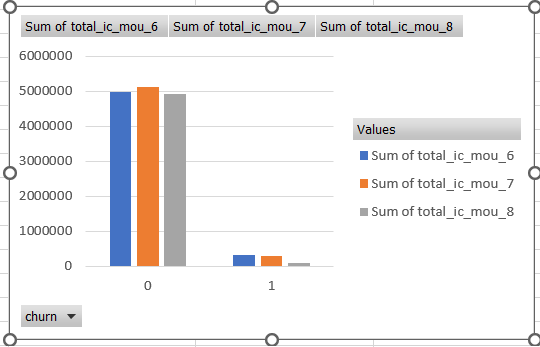 Sum of total_ic_mou_6 Sum of total_ic_mou_7 Sum of total_ic_mou_8
6000000
5000000
4000000
3000000
2000000
1000000
0
0 1
Values
Sum of total_ic_mou_6
Sum of total_ic_mou_7
Sum of total_ic_mou_8
churn